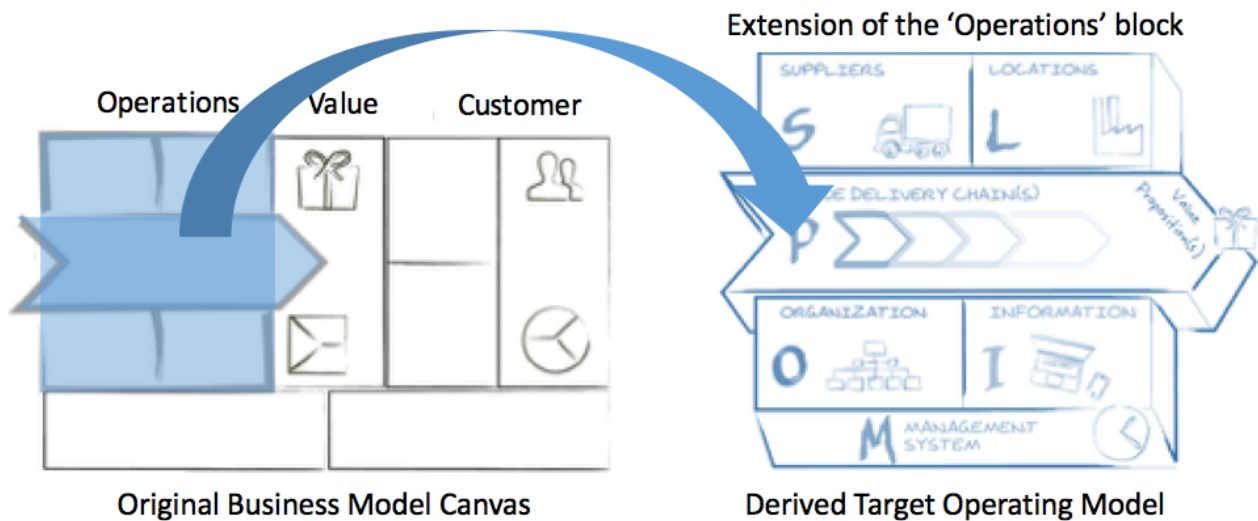 Extension of the 'Operations' block
Operations Value Customer
SUPPLIERS LOCATIONS
S L
DELIVERY CHAIN(S)
Value
Proposition(s)
P
ORGANIZATION INFORMATION
O I
M MANAGEMENT
SYSTEM
Original Business Model Canvas Derived Target Operating Model